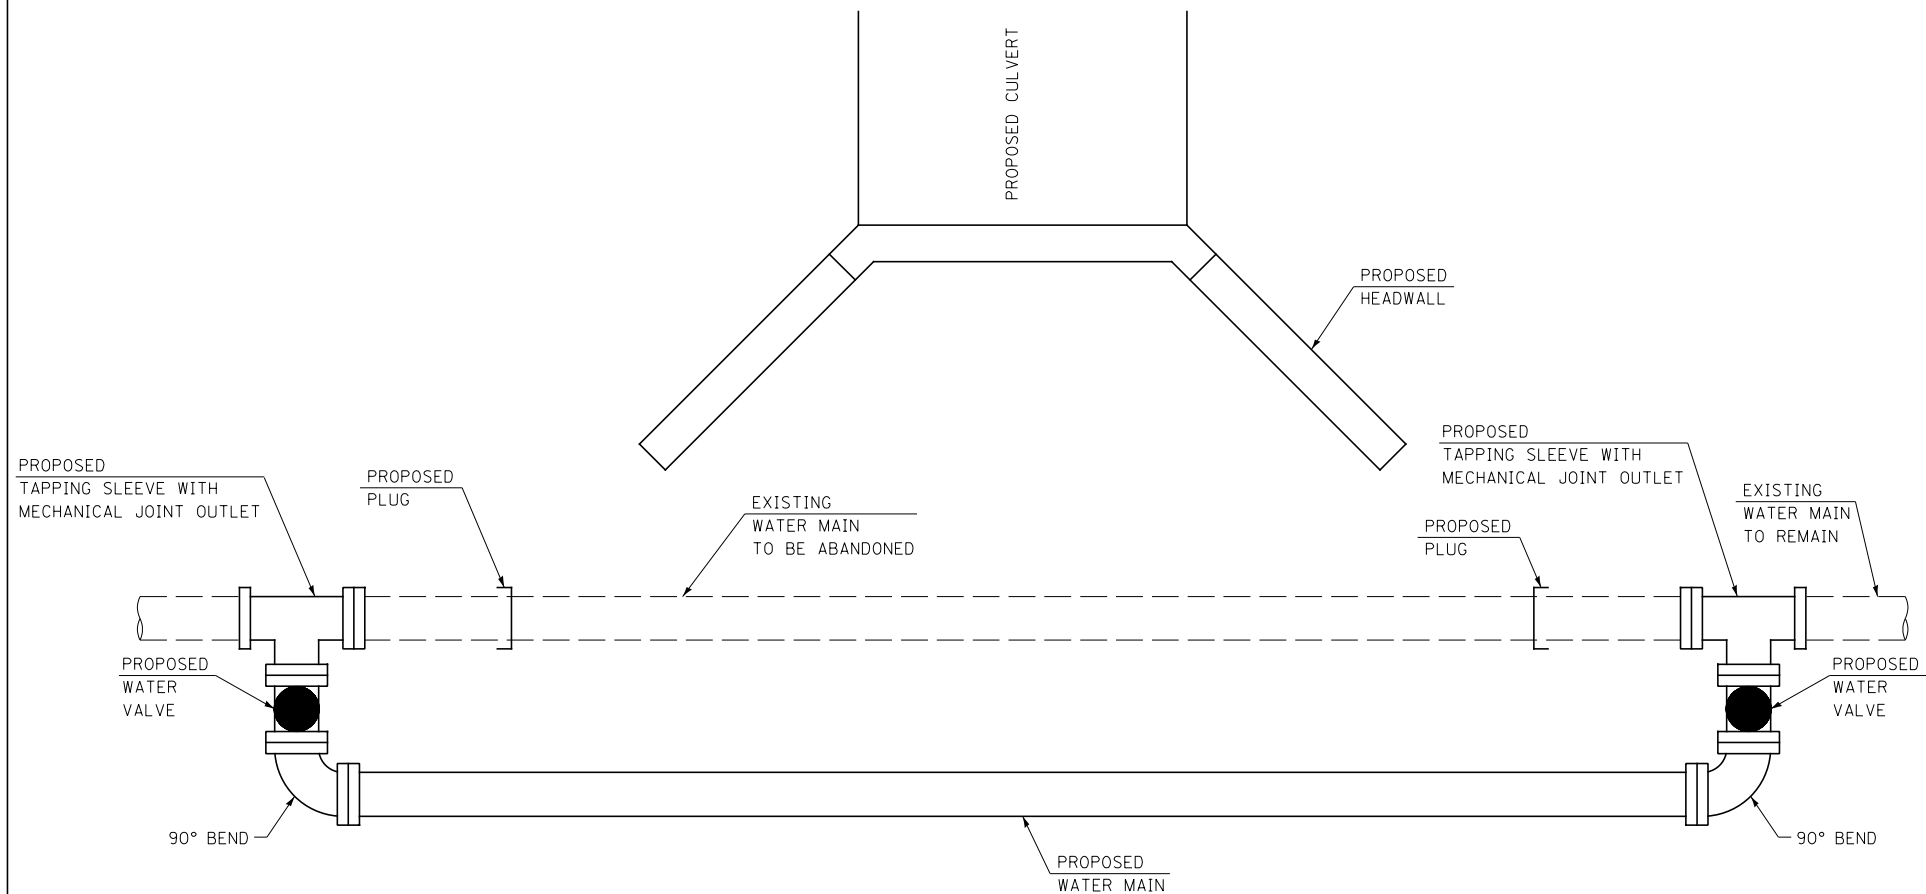 PROPOSED CULVERT
PROPOSED
HEADWALL
PROPOSED
TAPPING SLEEVE WITH
MECHANICAL JOINT OUTLET
PROPOSED
PLUG
EXISTING
WATER MAIN
TO BE ABANDONED
PROPOSED
TAPPING SLEEVE WITH
MECHANICAL JOINT OUTLET
PROPOSED
PLUG
EXISTING
WATER MAIN
TO REMAIN
PROPOSED
WATER
VALVE
PROPOSED
WATER
VALVE
90° BEND
PROPOSED
WATER MAIN
90° BEND